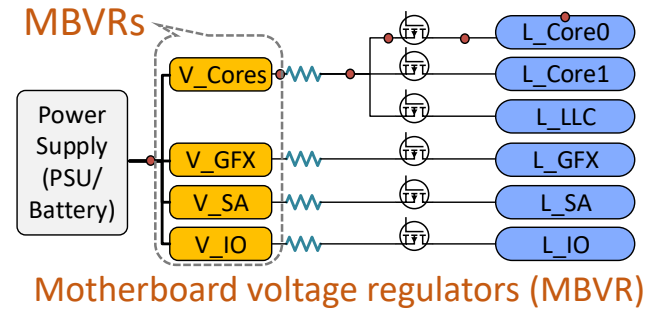 MBVRs
Power
Supply
(PSU/
Battery)
V_Cores
V_GFX
V_SA
V_IO
L_Core0
L_Core1
L_LLC
L_GFX
L_SA
L_IO
Motherboard voltage regulators (MBVR)